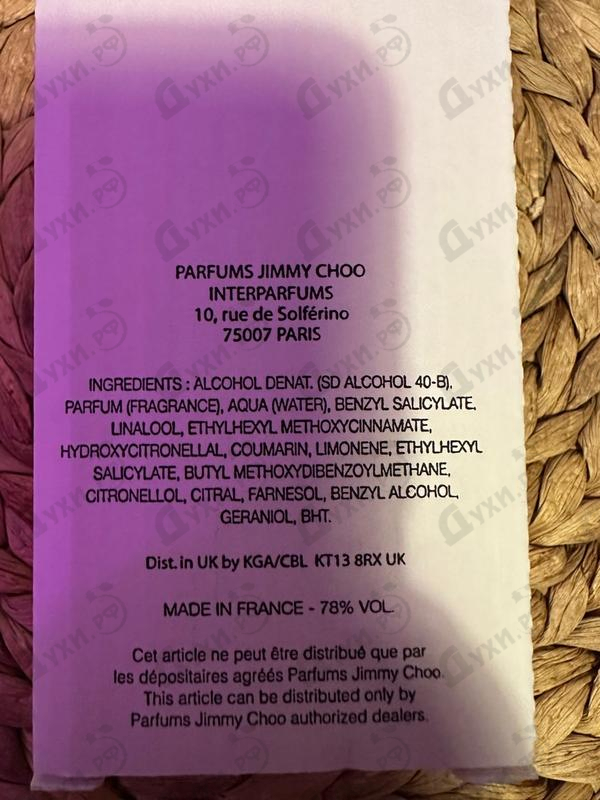 PARFUMS JIMMY CHOO
INTERPARFUMS
10, rue de Solférino
75007 PARIS
INGREDIENTS : ALCOHOL DENAT. (SD ALCOHOL 40-B),
PARFUM (FRAGRANCE), AQUA (WATER), BENZYL SALICYLATE,
LINALOOL, ETHYLHEXYL METHOXYCINNAMATE,
HYDROXYCITRONELLAL, COUMARIN, LIMONENE, ETHYLHEXYL
SALICYLATE, BUTYL METHOXYDIBENZOYLMETHANE,
CITRONELLOL, CITRAL, FARNESOL, BENZYL ALCOHOL,
GERANIOL, BHT.
Dist. in UK by KGA/CBL KT13 8RX UK
MADE IN FRANCE - 78% VOL.
Cet article ne peut être distribué que par
les dépositaires agréés Parfums Jimmy Choo.
This article can be distributed only by
Parfums Jimmy Choo authorized dealers.
Духи.рф